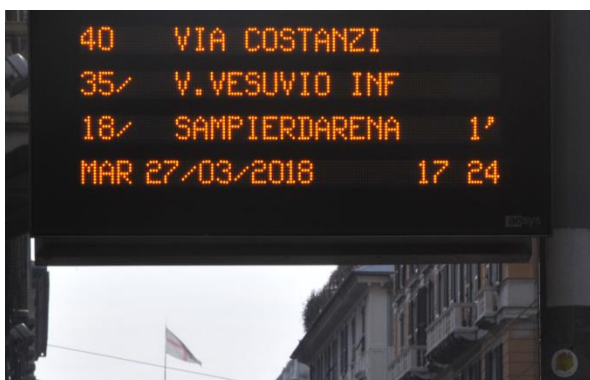 40 VIA COSTANZI
35/ V.VESUVIO INF
18/ SAMPIERDARENA 1'
MAR 27/03/2018 17 24